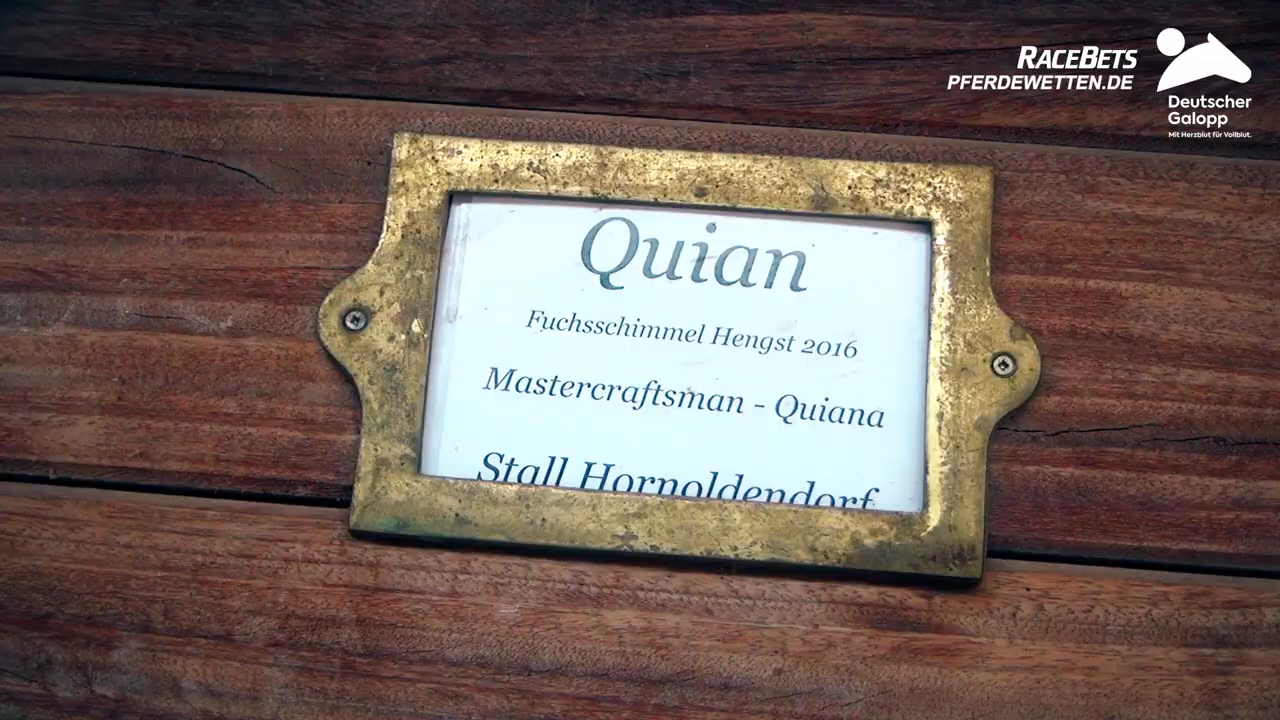 RACEBETS
PFERDEWETTEN.DE
Deutscher
Galopp
Mit Herzblut für Vollblut.
Quian
Fuchsschimmel Hengst 2016
Mastercraftsman - Quiana
Stall Hornoldendorf